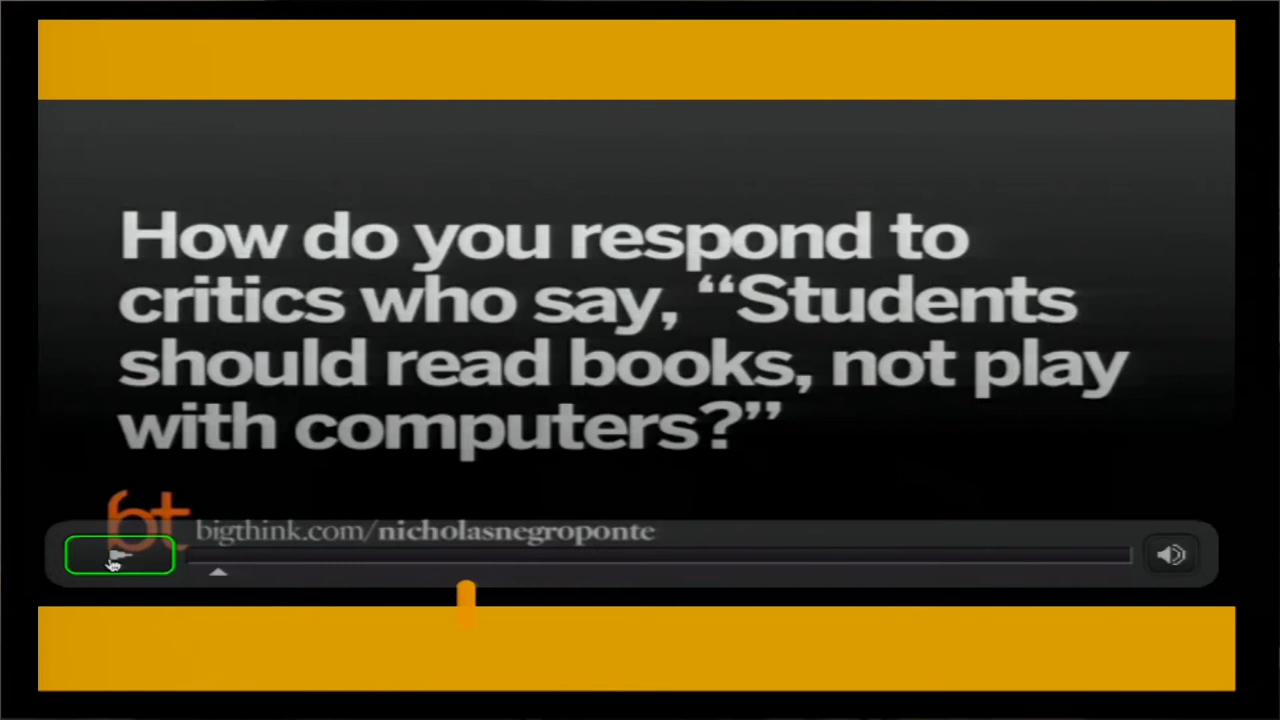 How do you respond to
critics who say, “Students
should read books, not play
with computers?”
bt
bigthink.com/nicholasnegroponte